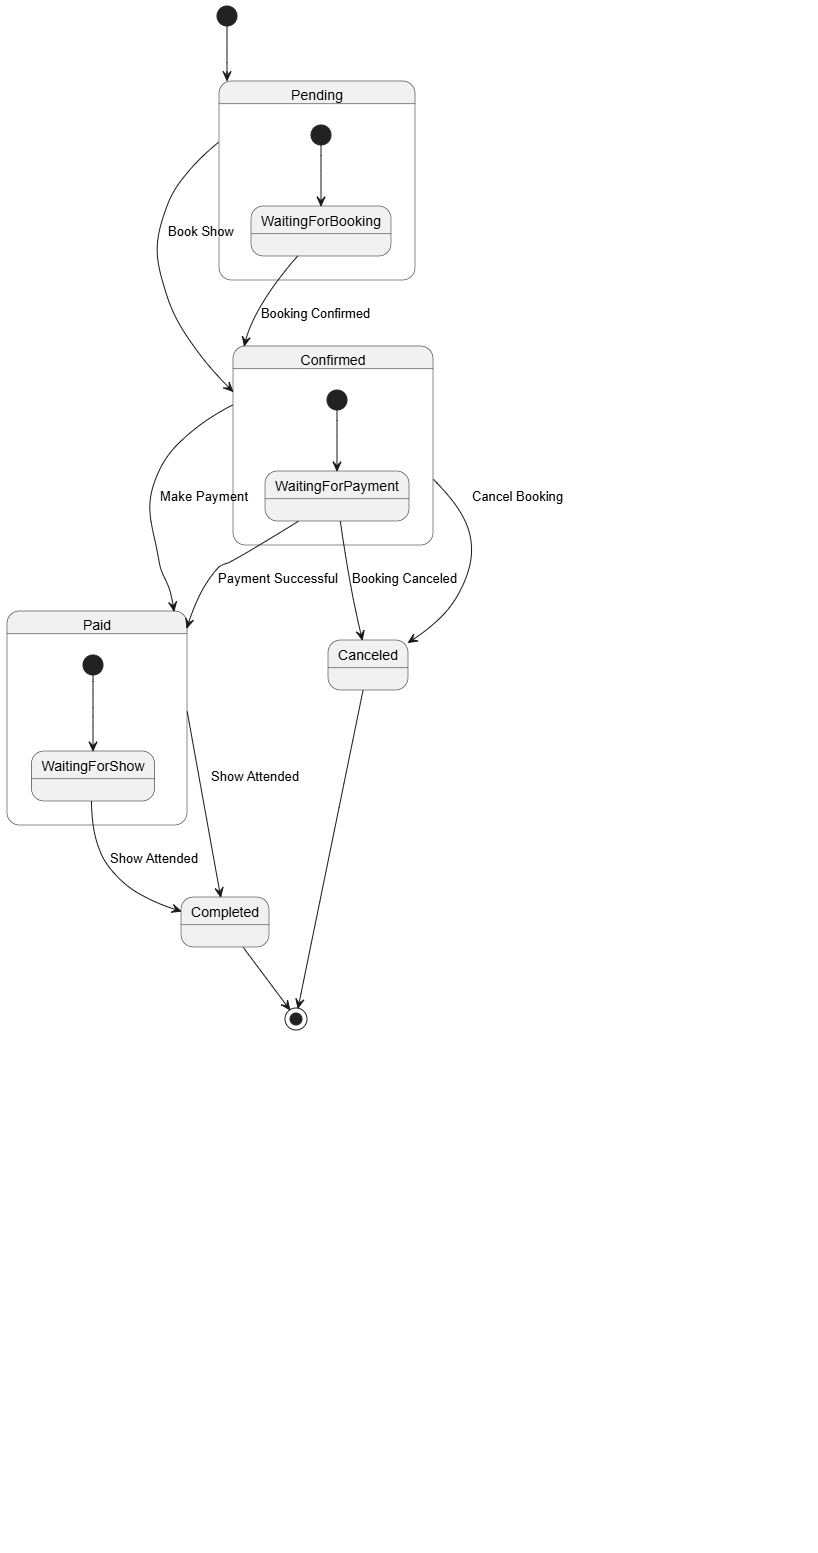 Pending
WaitingForBooking
Book Show
Booking Confirmed
Confirmed
WaitingForPayment
Make Payment
Cancel Booking
Payment Successful
Booking Canceled
Paid
Canceled
WaitingForShow
Show Attended
Show Attended
Completed